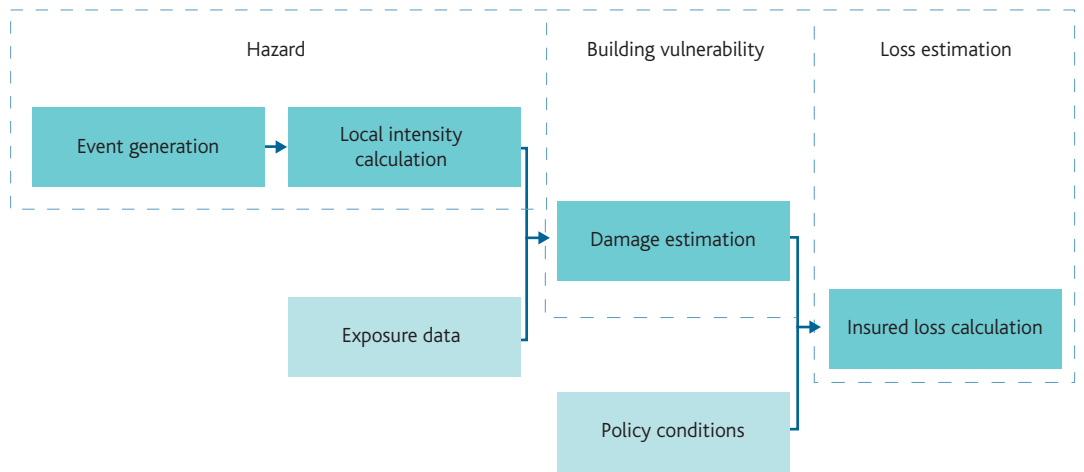 Hazard
Building vulnerability
Loss estimation
Event generation
Local intensity
calculation
Damage estimation
Exposure data
Insured loss calculation
Policy conditions